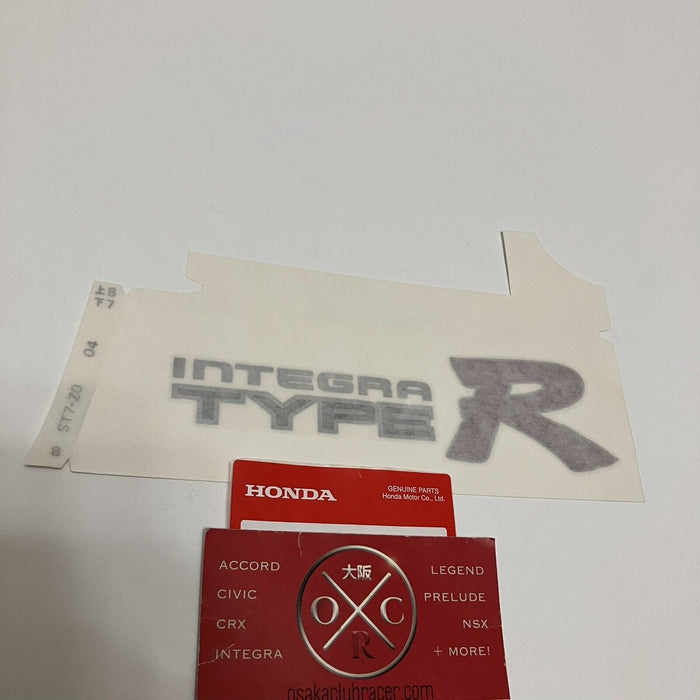 上8
下7
04
ST7-Z0
S
INTEGRA
TYPE R
HONDA
GENUINE PARTS
Honda Motor Co., Ltd.
ACCORD
CIVIC
CRX
INTEGRA
大阪
O C
R
LEGEND
PRELUDE
NSX
+ MORE!
osakaclubracer.com